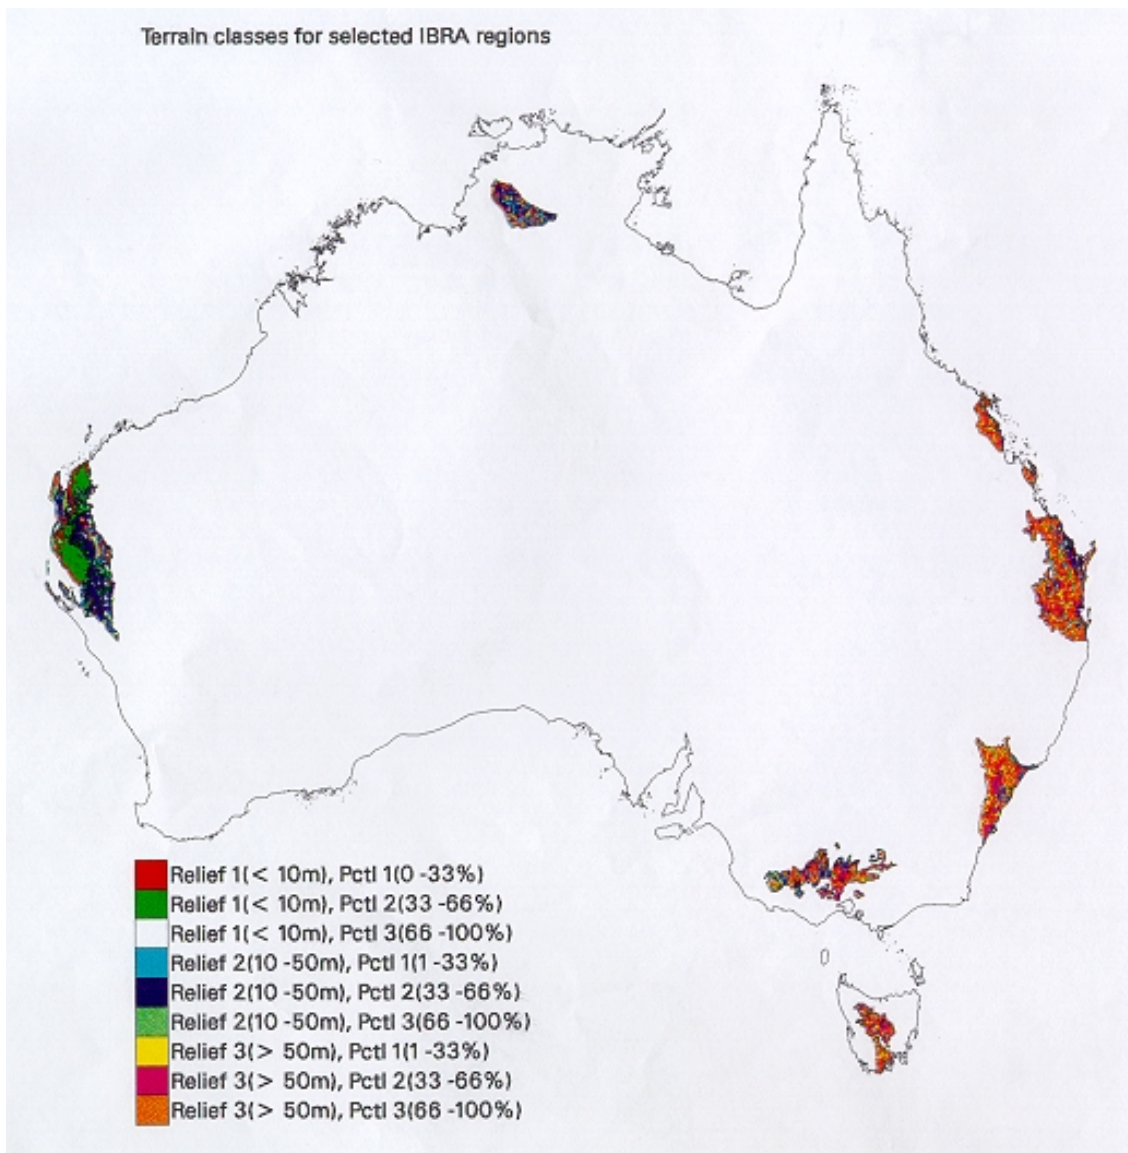 Terrain classes for selected IBRA regions
Relief 1(< 10m), Pctl 1(0 -33%)
Relief 1(< 10m), Pctl 2(33 -66%)
Relief 1(< 10m), Pctl 3(66 -100%)
Relief 2(10 -50m), Pctl 1(1 -33%)
Relief 2(10 -50m), Pctl 2(33 -66%)
Relief 2(10 -50m), Pctl 3(66 -100%)
Relief 3(> 50m), Pctl 1(1 -33%)
Relief 3(> 50m), Pctl 2(33 -66%)
Relief 3(> 50m), Pctl 3(66 -100%)